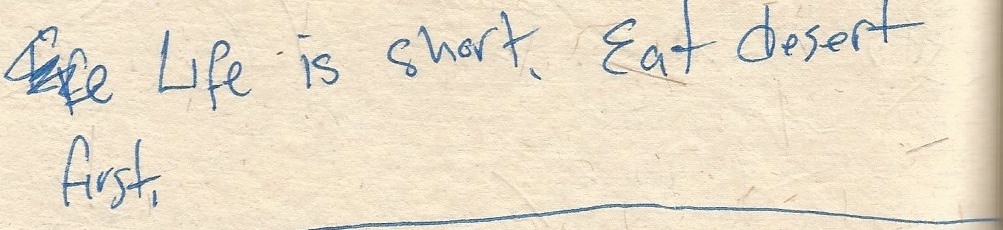 Life is short. Eat desert
first.